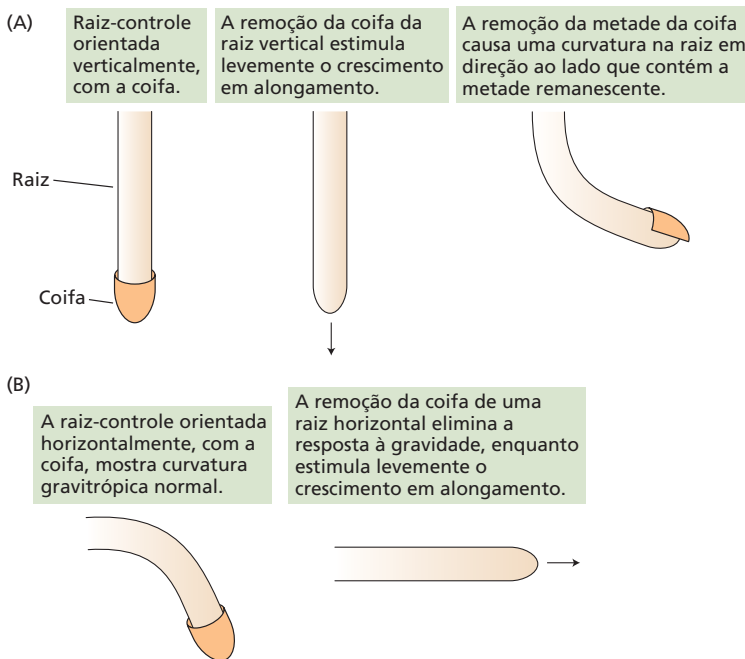 (A)
Raiz-controle
orientada
verticalmente,
com a coifa.
A remoção da coifa da
raiz vertical estimula
levemente o crescimento
em alongamento.
A remoção da metade da coifa
causa uma curvatura na raiz em
direção ao lado que contém a
metade remanescente.
Raiz
Coifa
(B)
A raiz-controle orientada
horizontalmente, com a
coifa, mostra curvatura
gravitrópica normal.
A remoção da coifa de uma
raiz horizontal elimina a
resposta à gravidade, enquanto
estimula levemente o
crescimento em alongamento.